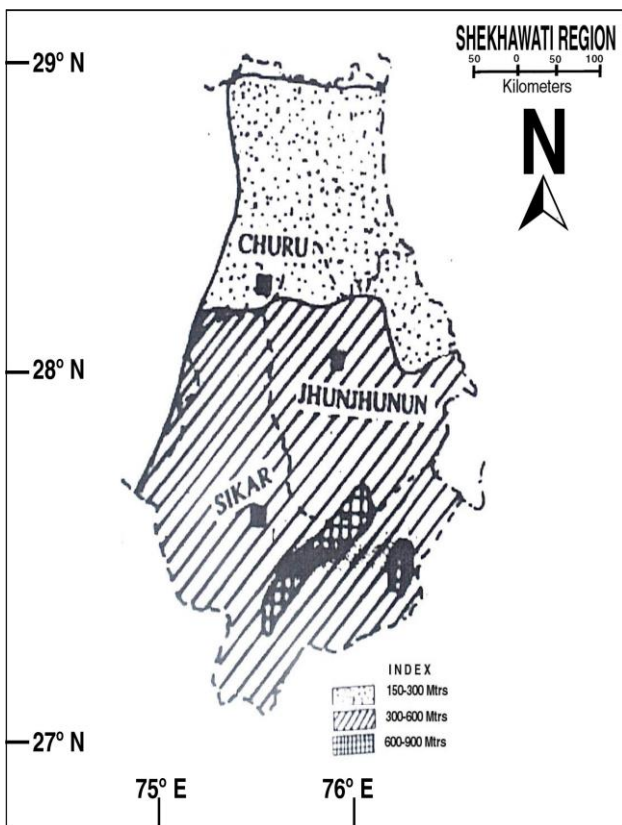 SHEKHAWATI REGION
50 0 50 100
Kilometers
N
29° N
CHURU
28° N
JHUNJHUNUN
SIKAR
INDEX
150-300 Mtrs
300-600 Mtrs
600-900 Mtrs
27° N
75° E 76° E